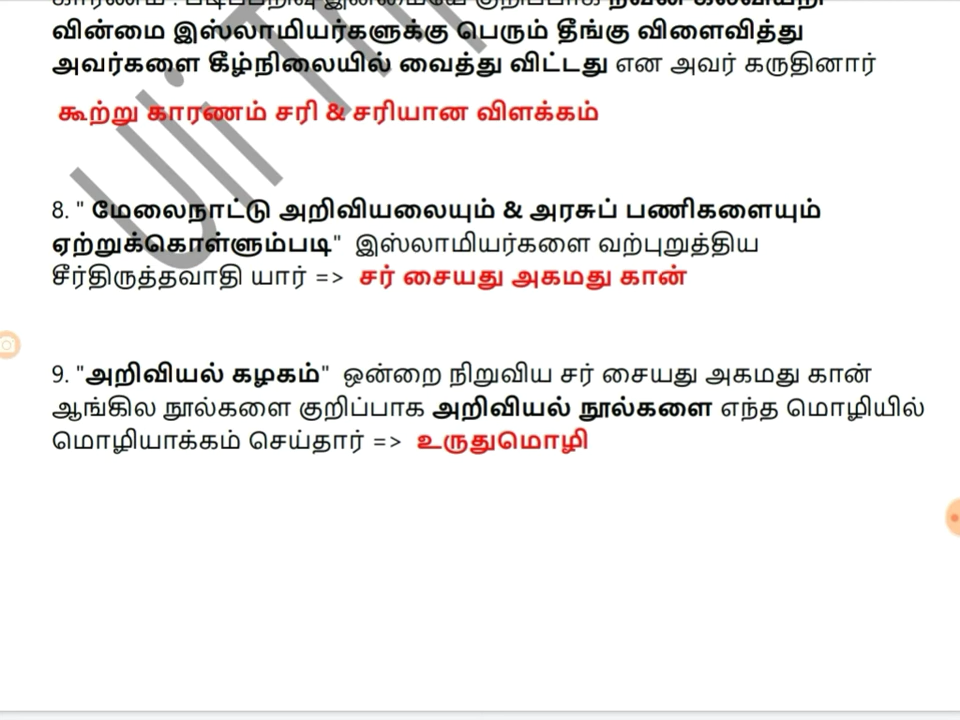 வின்மை இஸ்லாமியர்களுக்கு பெரும் தீங்கு விளைவித்து
அவர்களை கீழ்நிலையில் வைத்து விட்டது என அவர் கருதினார்
கூற்று காரணம் சரி & சரியான விளக்கம்
8. " மேலைநாட்டு அறிவியலையும் & அரசுப் பணிகளையும்
ஏற்றுக்கொள்ளும்படி" இஸ்லாமியர்களை வற்புறுத்திய
சீர்திருத்தவாதி யார் => சர் சையது அகமது கான்
9. "அறிவியல் கழகம்" ஒன்றை நிறுவிய சர் சையது அகமது கான்
ஆங்கில நூல்களை குறிப்பாக அறிவியல் நூல்களை எந்த மொழியில்
மொழியாக்கம் செய்தார் => உருதுமொழி